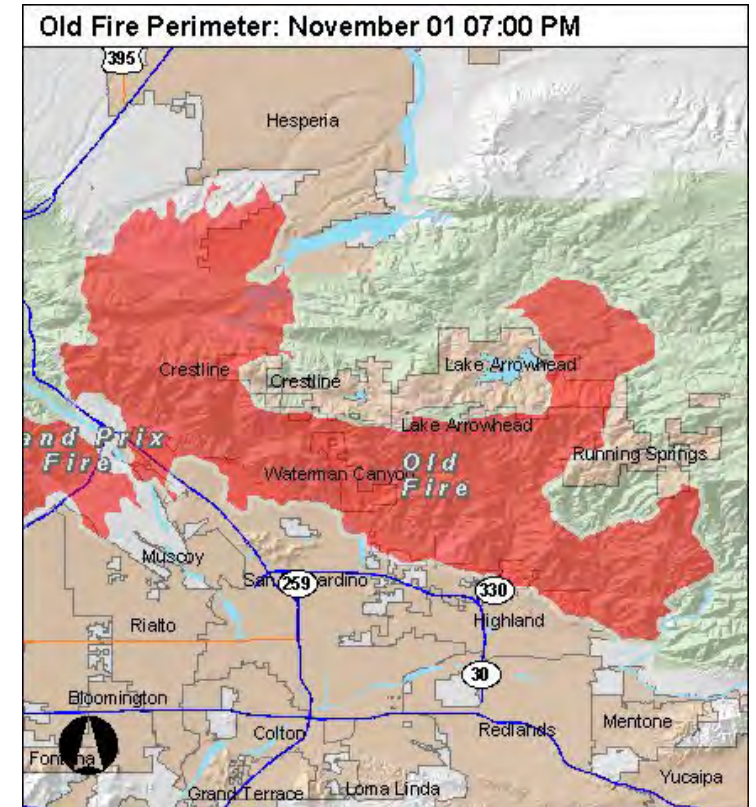 Old Fire Perimeter: November 01 07:00 PM
395
Hesperia
Crestline
Crestline
Lake Arrowhead
Lake Arrowhead
and Prix
Fire
Waterman Canyon
Old
Fire
Running Springs
Muscoy
San
259
ardino
330
Rialto
Highland
30
Bloomington
Colton
Redlands
Mentone
Yucaipa
Grand Terrace
Loma Linda